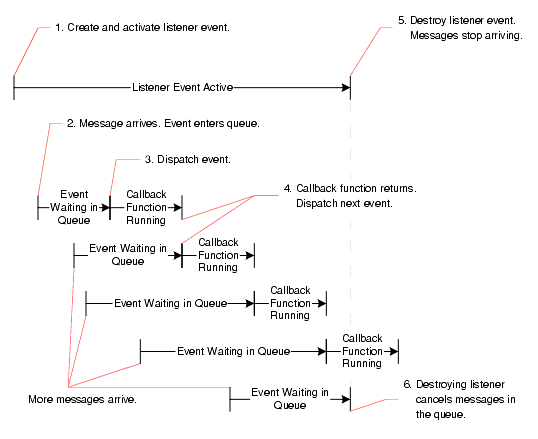 1. Create and activate listener event.
5. Destroy listener event.
Messages stop arriving.
Listener Event Active
2. Message arrives. Event enters queue.
3. Dispatch event.
Event
Waiting in
Queue
Callback
Function
Running
4. Callback function returns.
Dispatch next event.
Event Waiting in
Queue
Callback
Function
Running
Event Waiting in Queue
Callback
Function
Running
Event Waiting in Queue
Callback
Function
Running
More messages arrive.
Event Waiting in
Queue
6. Destroying listener
cancels messages in
the queue.